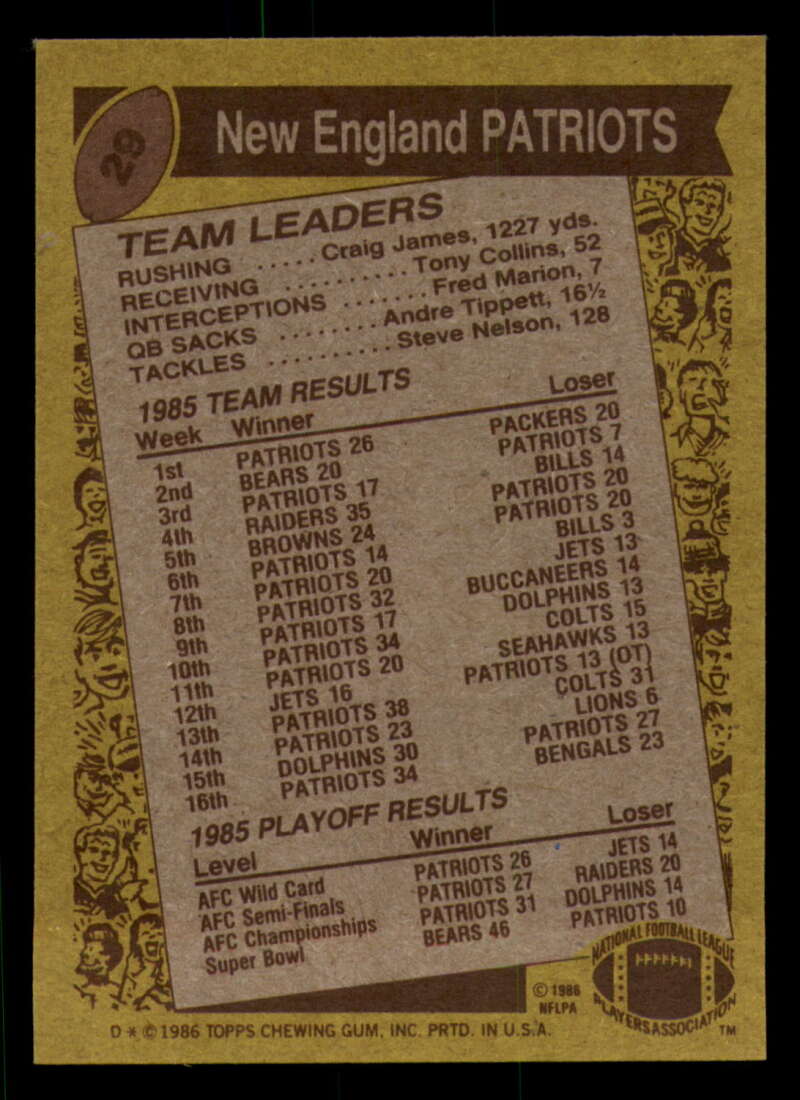 29
New England PATRIOTS
TEAM LEADERS
RUSHING ..... Craig James, 1227 yds.
RECEIVING .......... Tony Collins, 52
INTERCEPTIONS ....... Fred Marion, 7
QB SACKS ........ Andre Tippett, 16½
TACKLES .......... Steve Nelson, 128
1985 TEAM RESULTS
Week Winner Loser
1st PATRIOTS 26 PACKERS 20
2nd BEARS 20 PATRIOTS 7
3rd PATRIOTS 17 BILLS 14
4th RAIDERS 35 PATRIOTS 20
5th BROWNS 24 PATRIOTS 20
6th PATRIOTS 14 BILLS 3
7th PATRIOTS 20 JETS 13
8th PATRIOTS 32 BUCCANEERS 14
9th PATRIOTS 17 DOLPHINS 13
10th PATRIOTS 34 COLTS 15
11th PATRIOTS 20 SEAHAWKS 13
12th JETS 16 PATRIOTS 13 (OT)
13th PATRIOTS 38 COLTS 31
14th PATRIOTS 23 LIONS 6
15th DOLPHINS 30 PATRIOTS 27
16th PATRIOTS 34 BENGALS 23
1985 PLAYOFF RESULTS
Level Winner Loser
AFC Wild Card PATRIOTS 26 JETS 14
AFC Semi-Finals PATRIOTS 27 RAIDERS 20
AFC Championships PATRIOTS 31 DOLPHINS 14
Super Bowl BEARS 46 PATRIOTS 10
© 1986
NFLPA
NATIONAL FOOTBALL LEAGUE
PLAYERS ASSOCIATION
TM
D * © 1986 TOPPS CHEWING GUM, INC. PRTD. IN U.S.A.